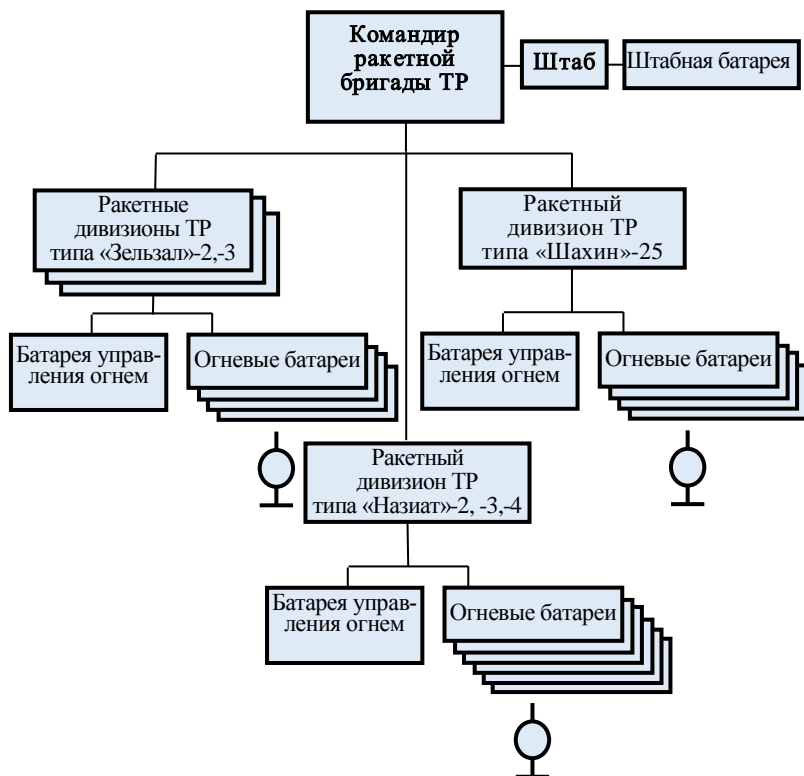 Командир
ракетной
бригады ТР
Штаб
Штабная батарея
Ракетные
дивизионы ТР
типа «Зельзал»-2,-3
Ракетный
дивизион ТР
типа «Шахин»-25
Батарея управ-
ления огнем
Огневые батареи
Батарея управ-
ления огнем
Огневые батареи
Ракетный
дивизион ТР
типа «Назиат»-2, -3,-4
Батарея управ-
ления огнем
Огневые батареи